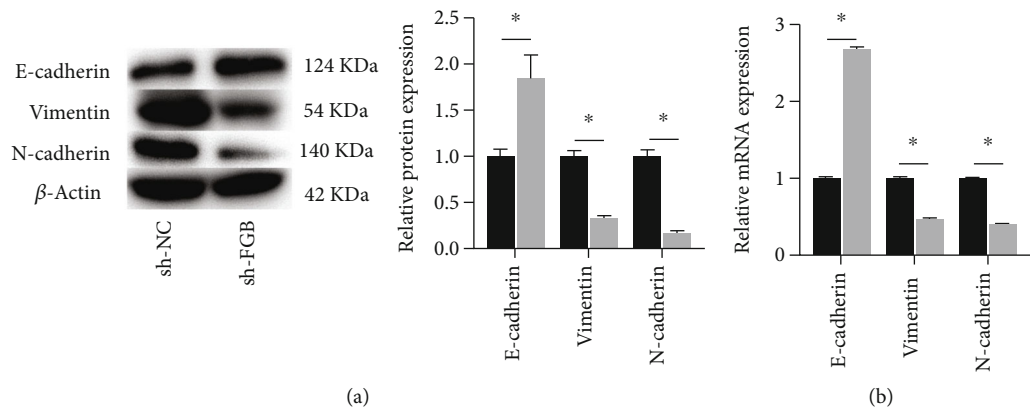 E-cadherin 124 KDa
Vimentin 54 KDa
N-cadherin 140 KDa
β-Actin 42 KDa
sh-NC
sh-FGB
Relative protein expression
2.5
2.0
1.5
1.0
0.5
0.0
*
*
*
E-cadherin
Vimentin
N-cadherin
(a)
Relative mRNA expression
3
2
1
0
*
*
*
E-cadherin
Vimentin
N-cadherin
(b)